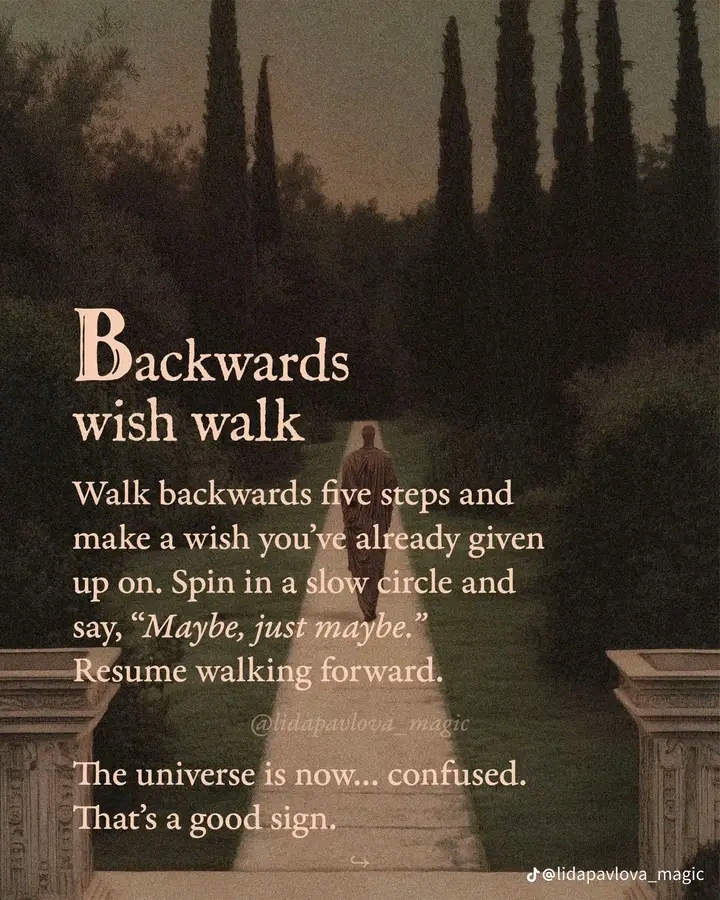 Backwards
wish walk
Walk backwards five steps and
make a wish you’ve already given
up on. Spin in a slow circle and
say, “Maybe, just maybe.”
Resume walking forward.
@lidapavlova_magic
The universe is now... confused.
That’s a good sign.
@lidapavlova_magic